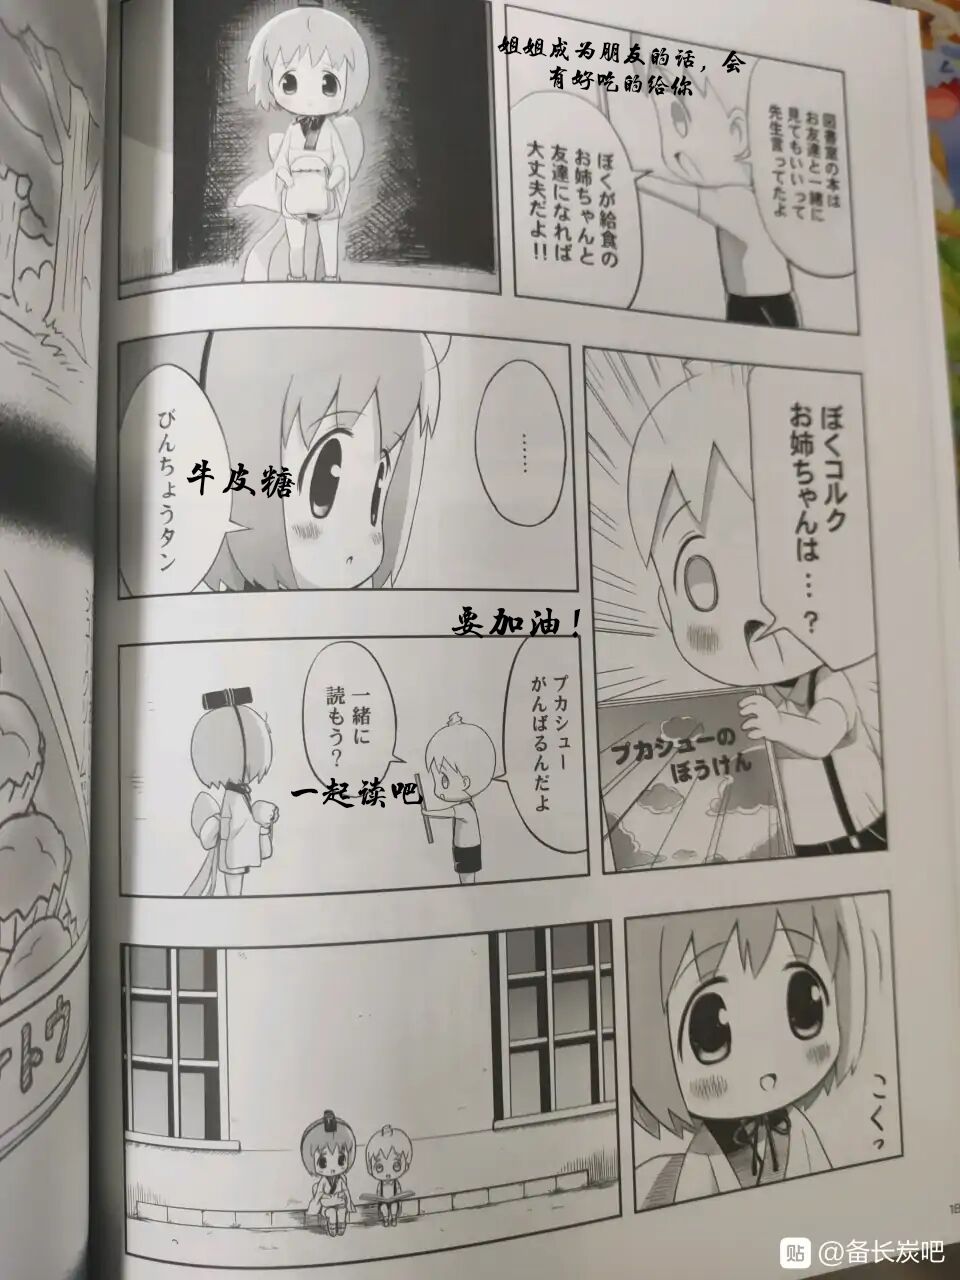 姐姐成为朋友的话，会
有好吃的给你
図書室の本は
お友達と一緒に
見てもいいって
先生言ってたよ
ぼくが給食の
お姉ちゃんと
友達になれば
大丈夫だよ!!
ぼくコルク
お姉ちゃんは…?
プカシューの
ぼうけん
……
びんちょうタン
牛皮糖
要加油！
プカシュー
がんばるんだよ
一緒に
読もう?
一起读吧
こくっ
トウ
18
贴 @备长炭吧